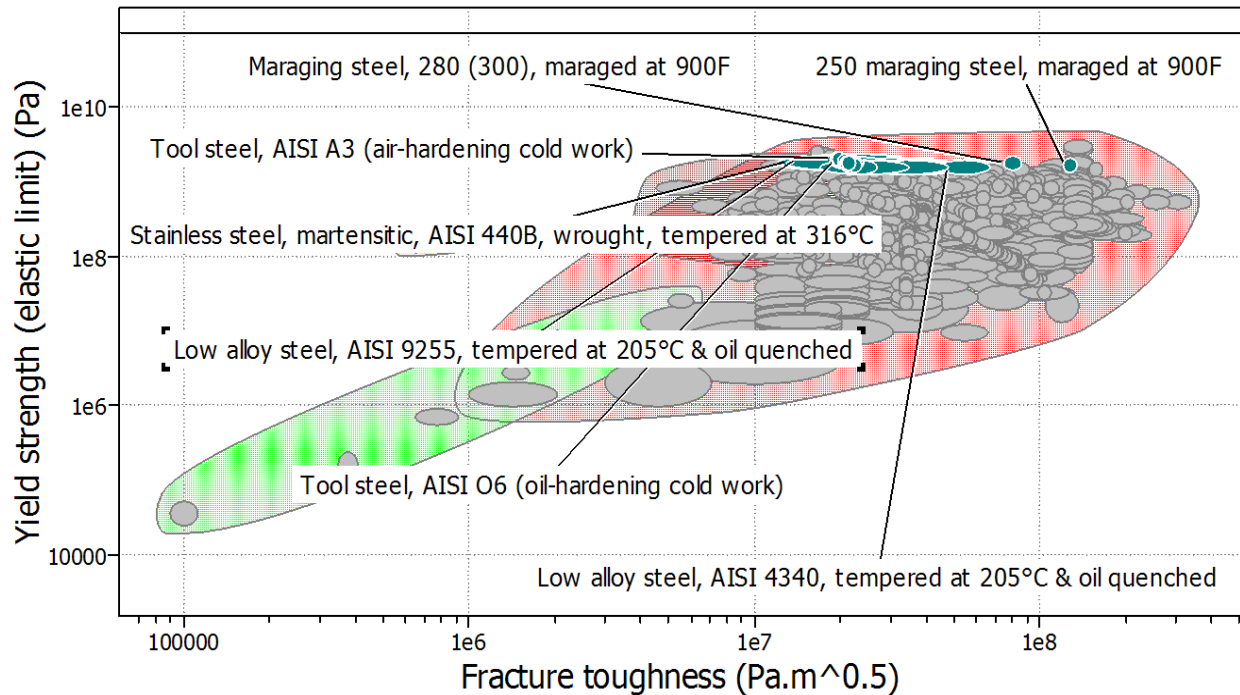 Maraging steel, 280 (300), maraged at 900F
250 maraging steel, maraged at 900F
1e10
Tool steel, AISI A3 (air-hardening cold work)
Stainless steel, martensitic, AISI 440B, wrought, tempered at 316°C
1e8
Low alloy steel, AISI 9255, tempered at 205°C & oil quenched
1e6
Tool steel, AISI O6 (oil-hardening cold work)
10000
Low alloy steel, AISI 4340, tempered at 205°C & oil quenched
Yield strength (elastic limit) (Pa)
100000
1e6
1e7
1e8
Fracture toughness (Pa.m^0.5)